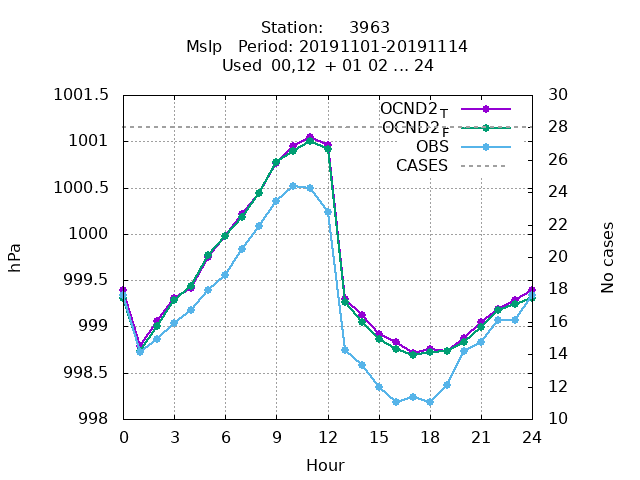 Station: 3963
Mslp Period: 20191101-20191114
Used 00,12 + 01 02 ... 24
1001.5
1001
1000.5
1000
999.5
999
998.5
998
30
28
26
24
22
20
18
16
14
12
10
OCND2_T
OCND2_F
OBS
CASES
hPa
No cases
0 3 6 9 12 15 18 21 24
Hour